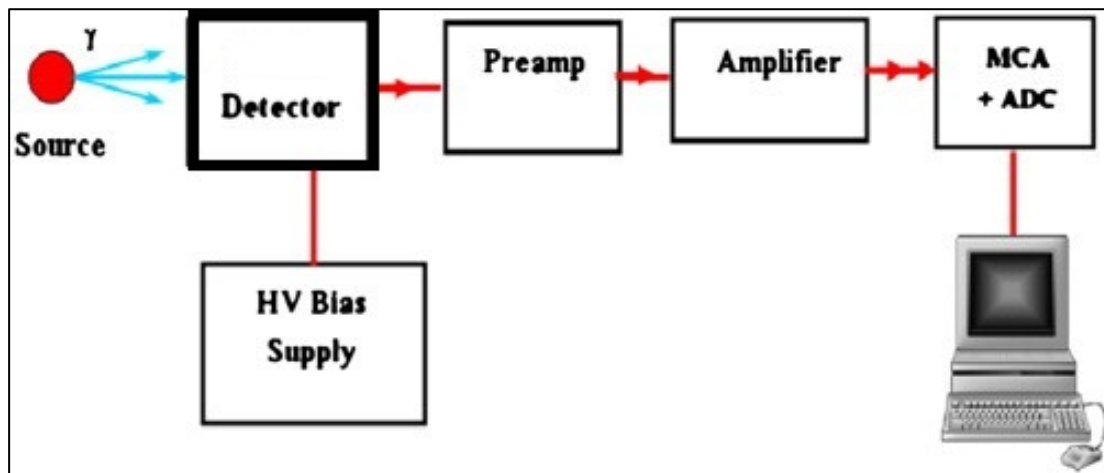 γ
Source
Detector
Preamp
Amplifier
MCA
+ ADC
HV Bias
Supply